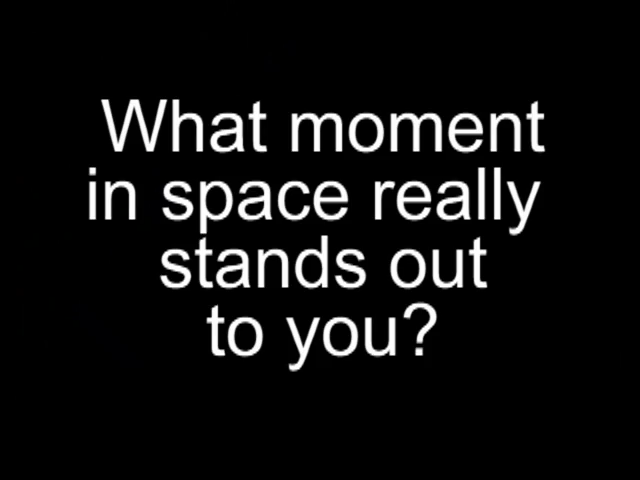 What moment
in space really
stands out
to you?